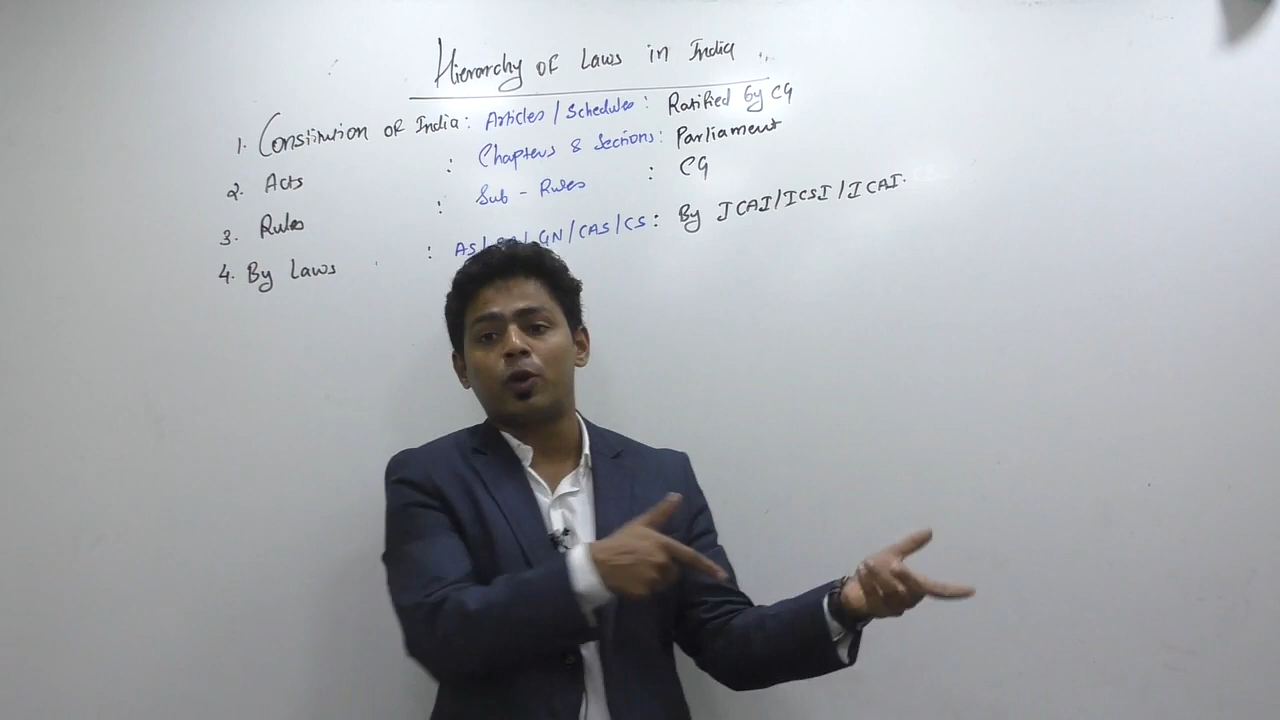 Hierarchy of Laws in India
1. Constitution of India: Articles / Schedules: Ratified by CG
2. Acts : Chapters & Sections: Parliament
3. Rules : Sub-Rules : CG
4. By Laws : AS/ GN/CAS/CS: By ICAI/ICSI/ICAI.